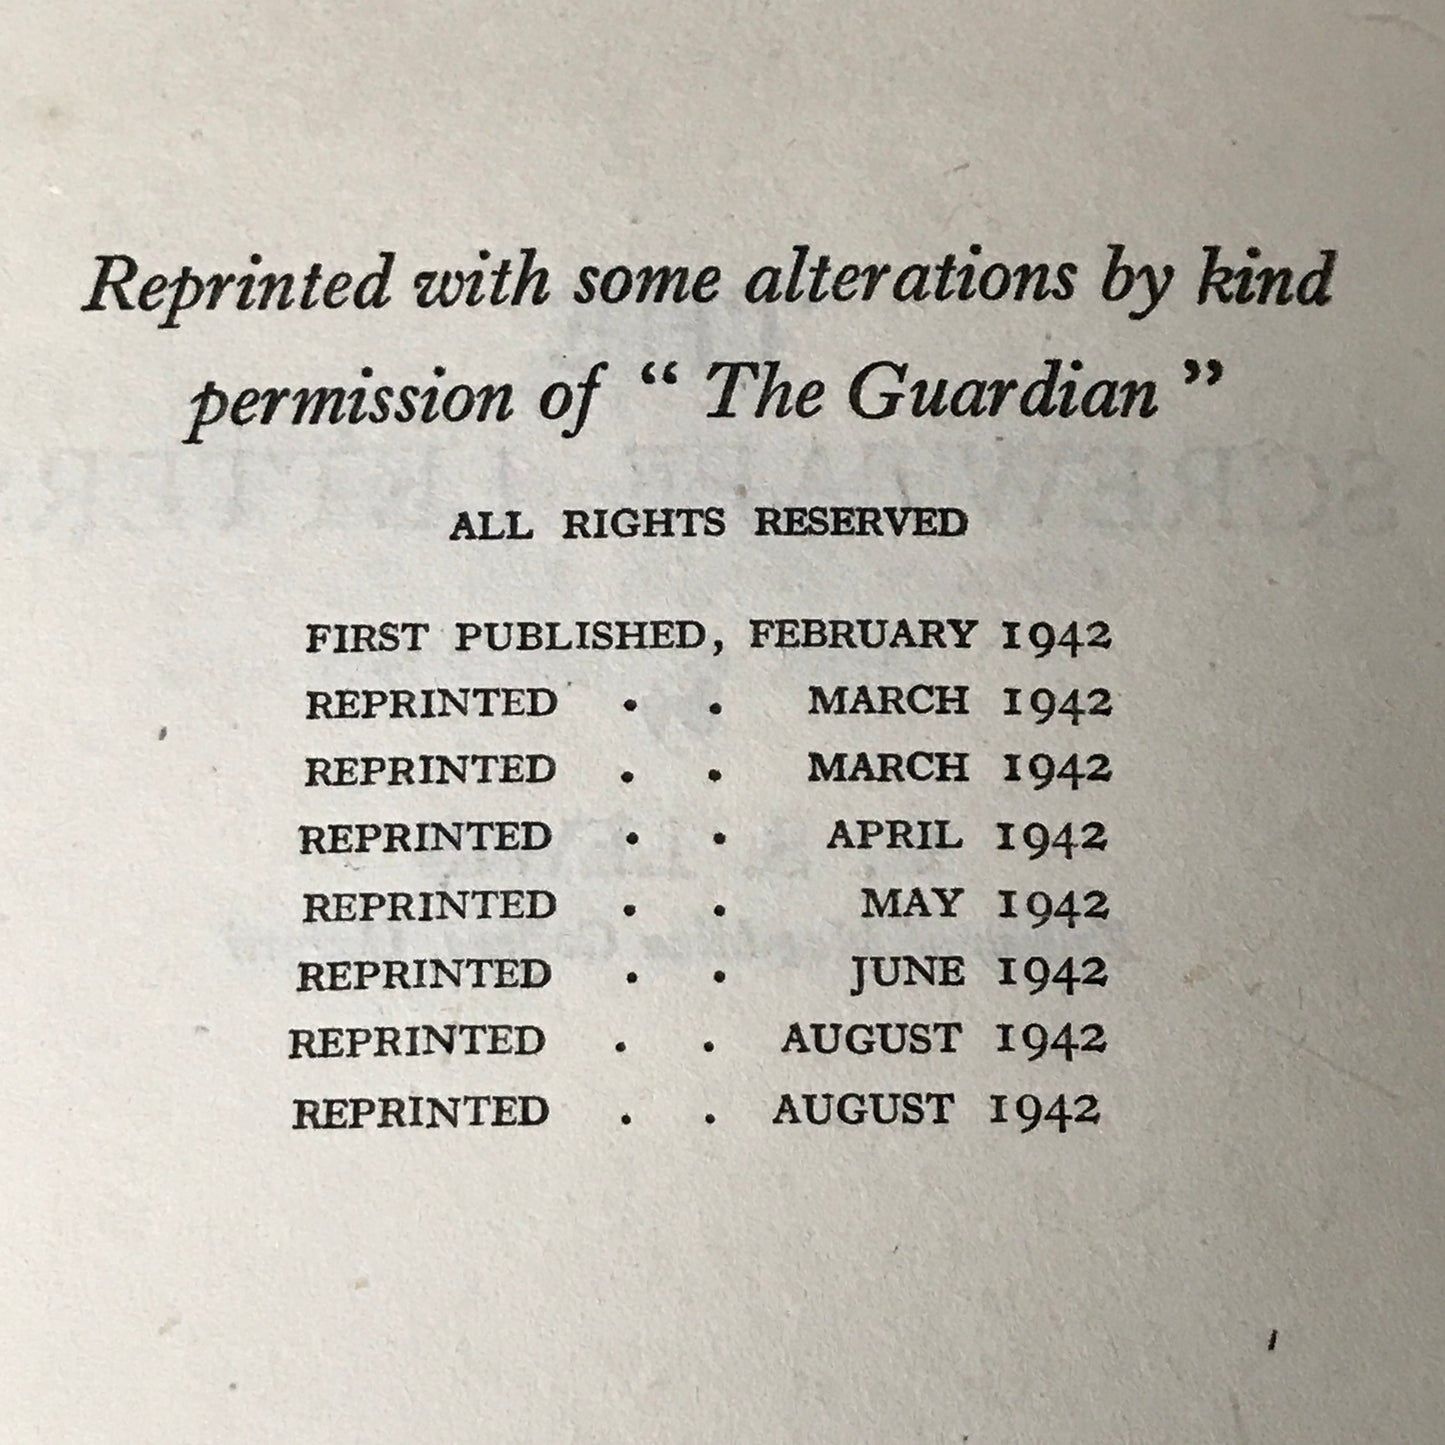 Reprinted with some alterations by kind
permission of “ The Guardian ”
ALL RIGHTS RESERVED
FIRST PUBLISHED, FEBRUARY 1942
REPRINTED . . MARCH 1942
REPRINTED . . MARCH 1942
REPRINTED . . APRIL 1942
REPRINTED . . MAY 1942
REPRINTED . . JUNE 1942
REPRINTED . . AUGUST 1942
REPRINTED . . AUGUST 1942